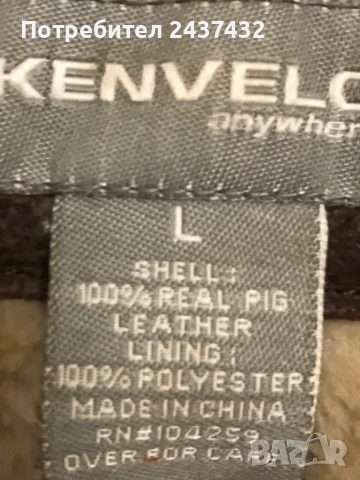 Потребител 2437432
KENVELO
anywher
L
SHELL:
100% REAL PIG
LEATHER
LINING:
100% POLYESTER
MADE IN CHINA
RN#104259
OVER FOR CARE
bazar